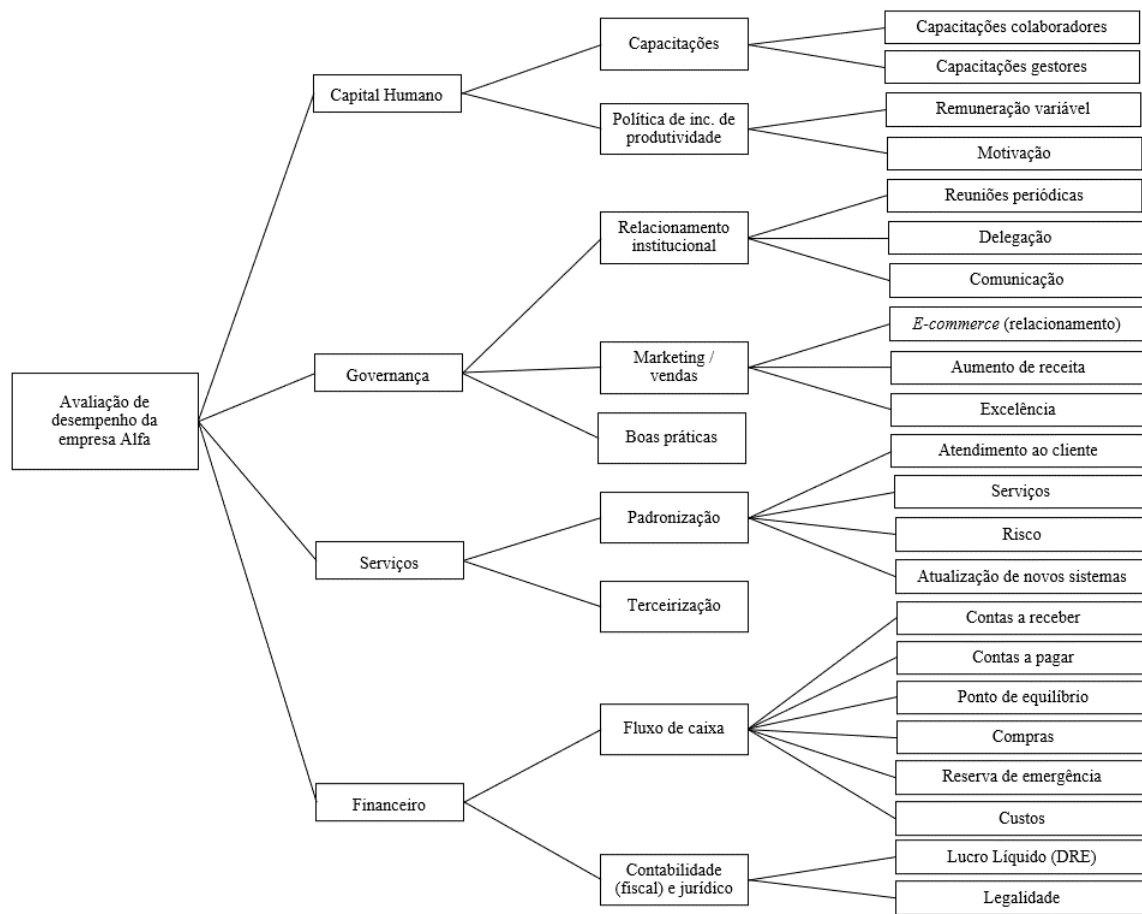 Avaliação de
desempenho da
empresa Alfa
Capital Humano
Capacitações
Capacitações colaboradores
Capacitações gestores
Política de inc. de
produtividade
Remuneração variável
Motivação
Governança
Relacionamento
institucional
Reuniões periódicas
Delegação
Comunicação
Marketing /
vendas
E-commerce (relacionamento)
Aumento de receita
Excelência
Boas práticas
Serviços
Padronização
Atendimento ao cliente
Serviços
Risco
Atualização de novos sistemas
Terceirização
Financeiro
Fluxo de caixa
Contas a receber
Contas a pagar
Ponto de equilíbrio
Compras
Reserva de emergência
Custos
Contabilidade
(fiscal) e jurídico
Lucro Líquido (DRE)
Legalidade